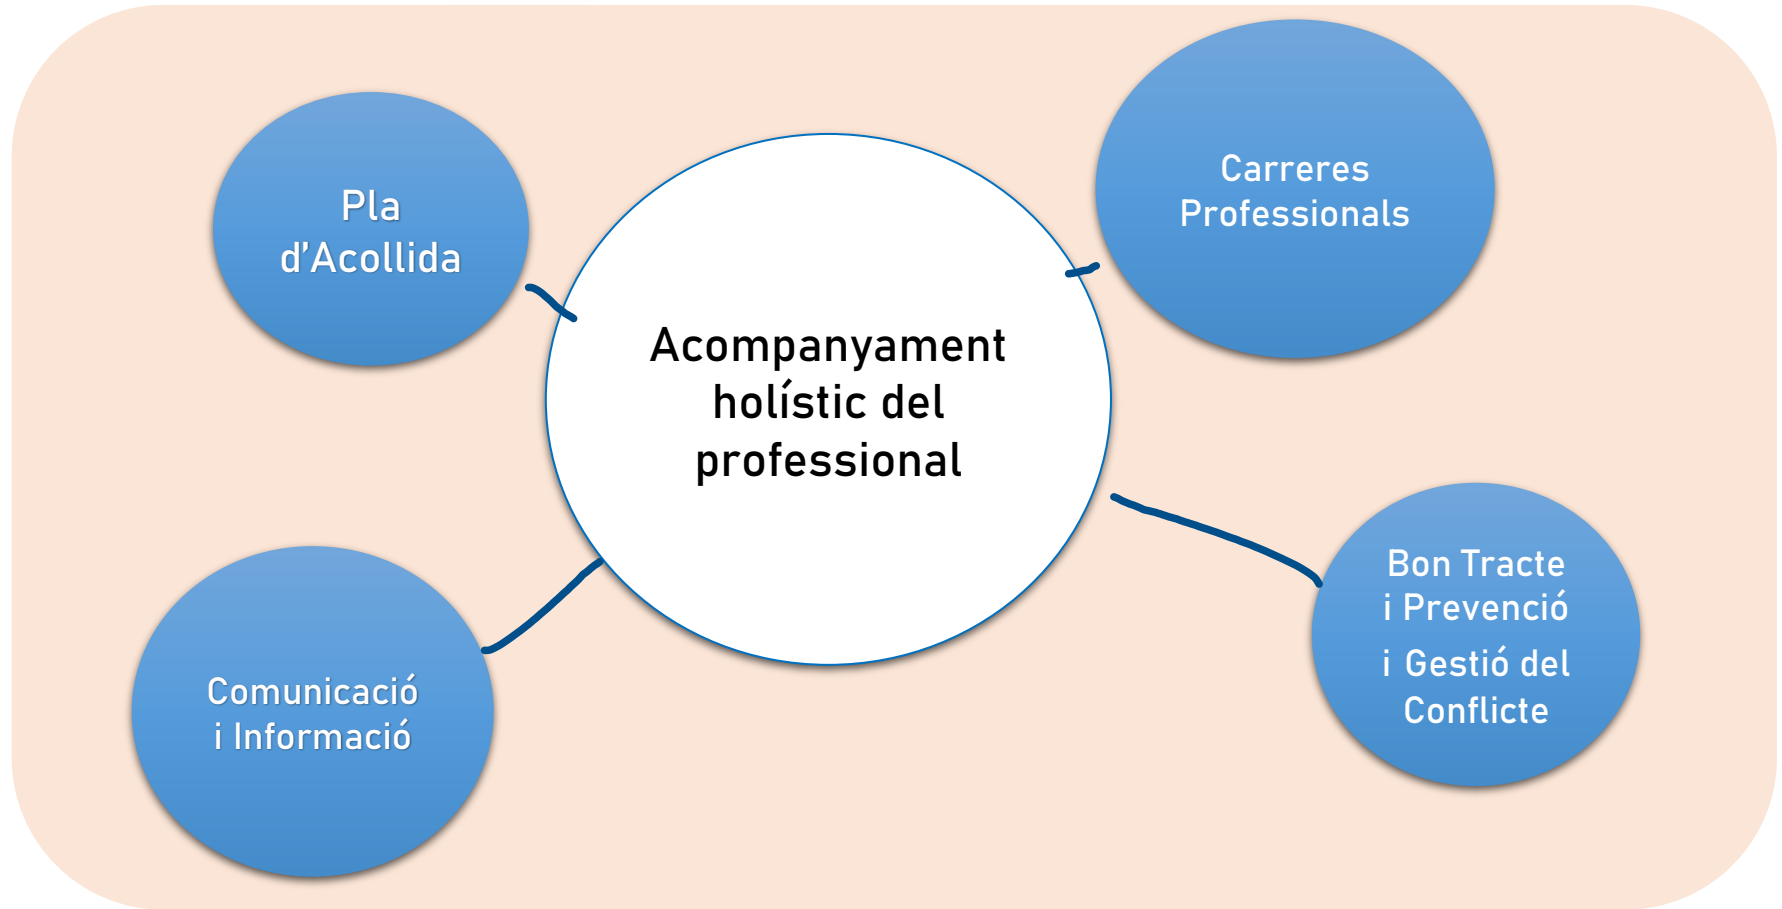 Pla
d'Acollida
Carreres
Professionals
Acompanyament
holístic del
professional
Comunicació
i Informació
Bon Tracte
i Prevenció
i Gestió del
Conflicte